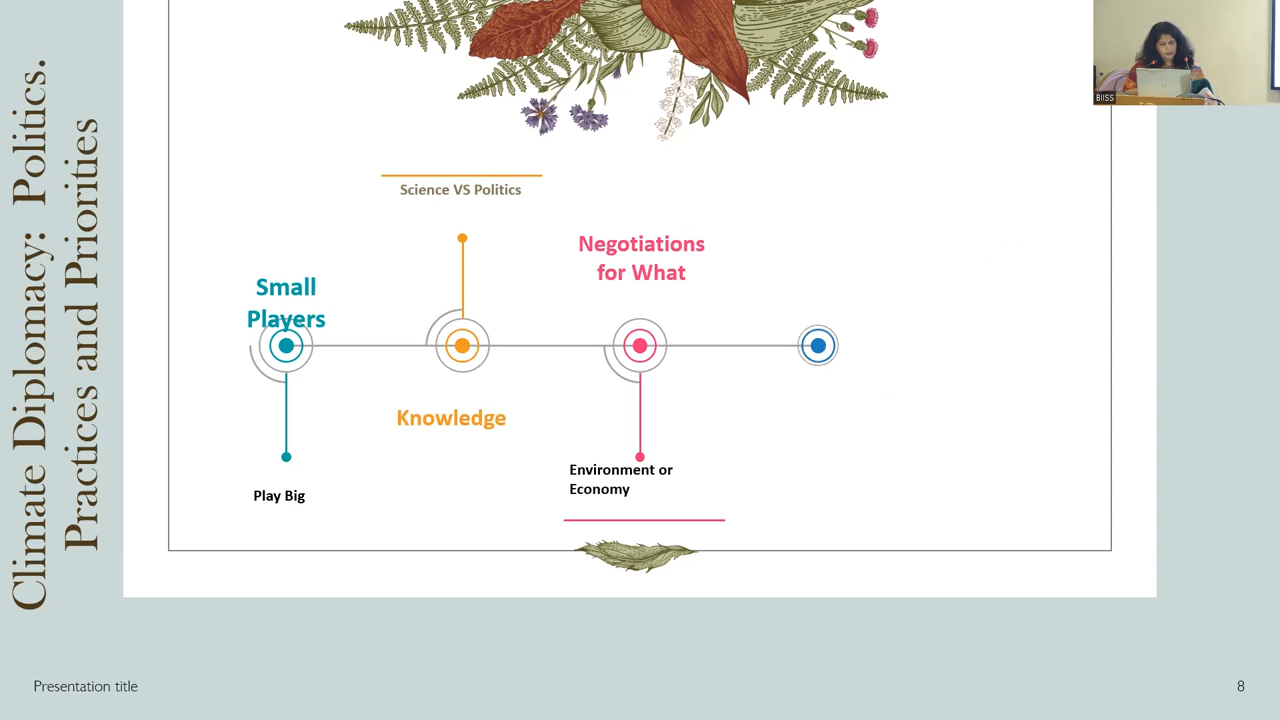 Climate Diplomacy: Politics.
Practices and Priorities
BIISS
Science VS Politics
Negotiations
for What
Small
Players
Knowledge
Environment or
Economy
Play Big
Presentation title
8